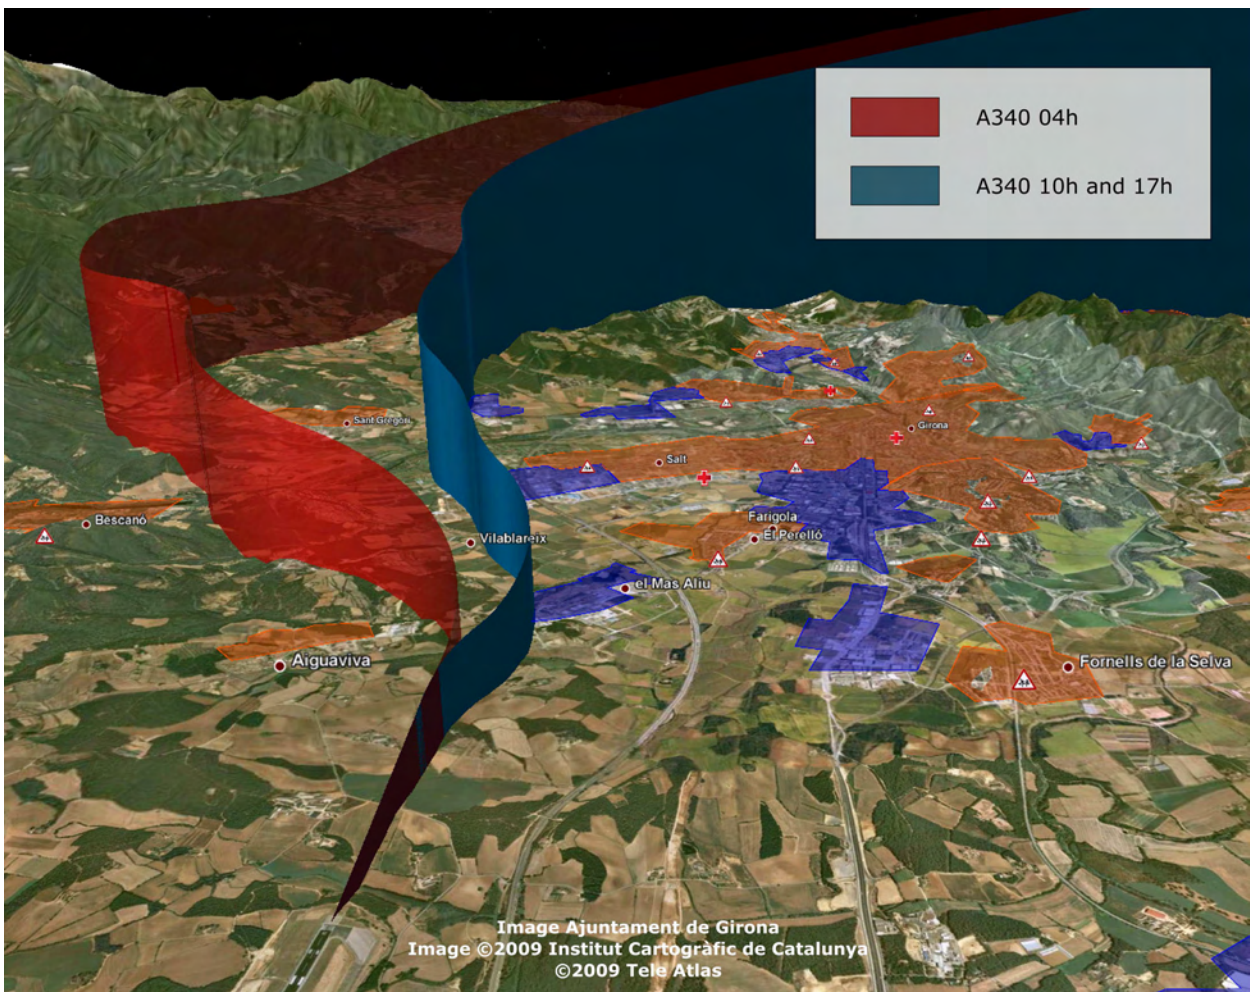 A340 04h
A340 10h and 17h
Sant Gregori
Girona
Salt
Bescanó
Farigola
El Perelló
Vilablareix
el Mas Aliu
Aiguaviva
Fornells de la Selva
Image Ajuntament de Girona
Image ©2009 Institut Cartogràfic de Catalunya
©2009 Tele Atlas